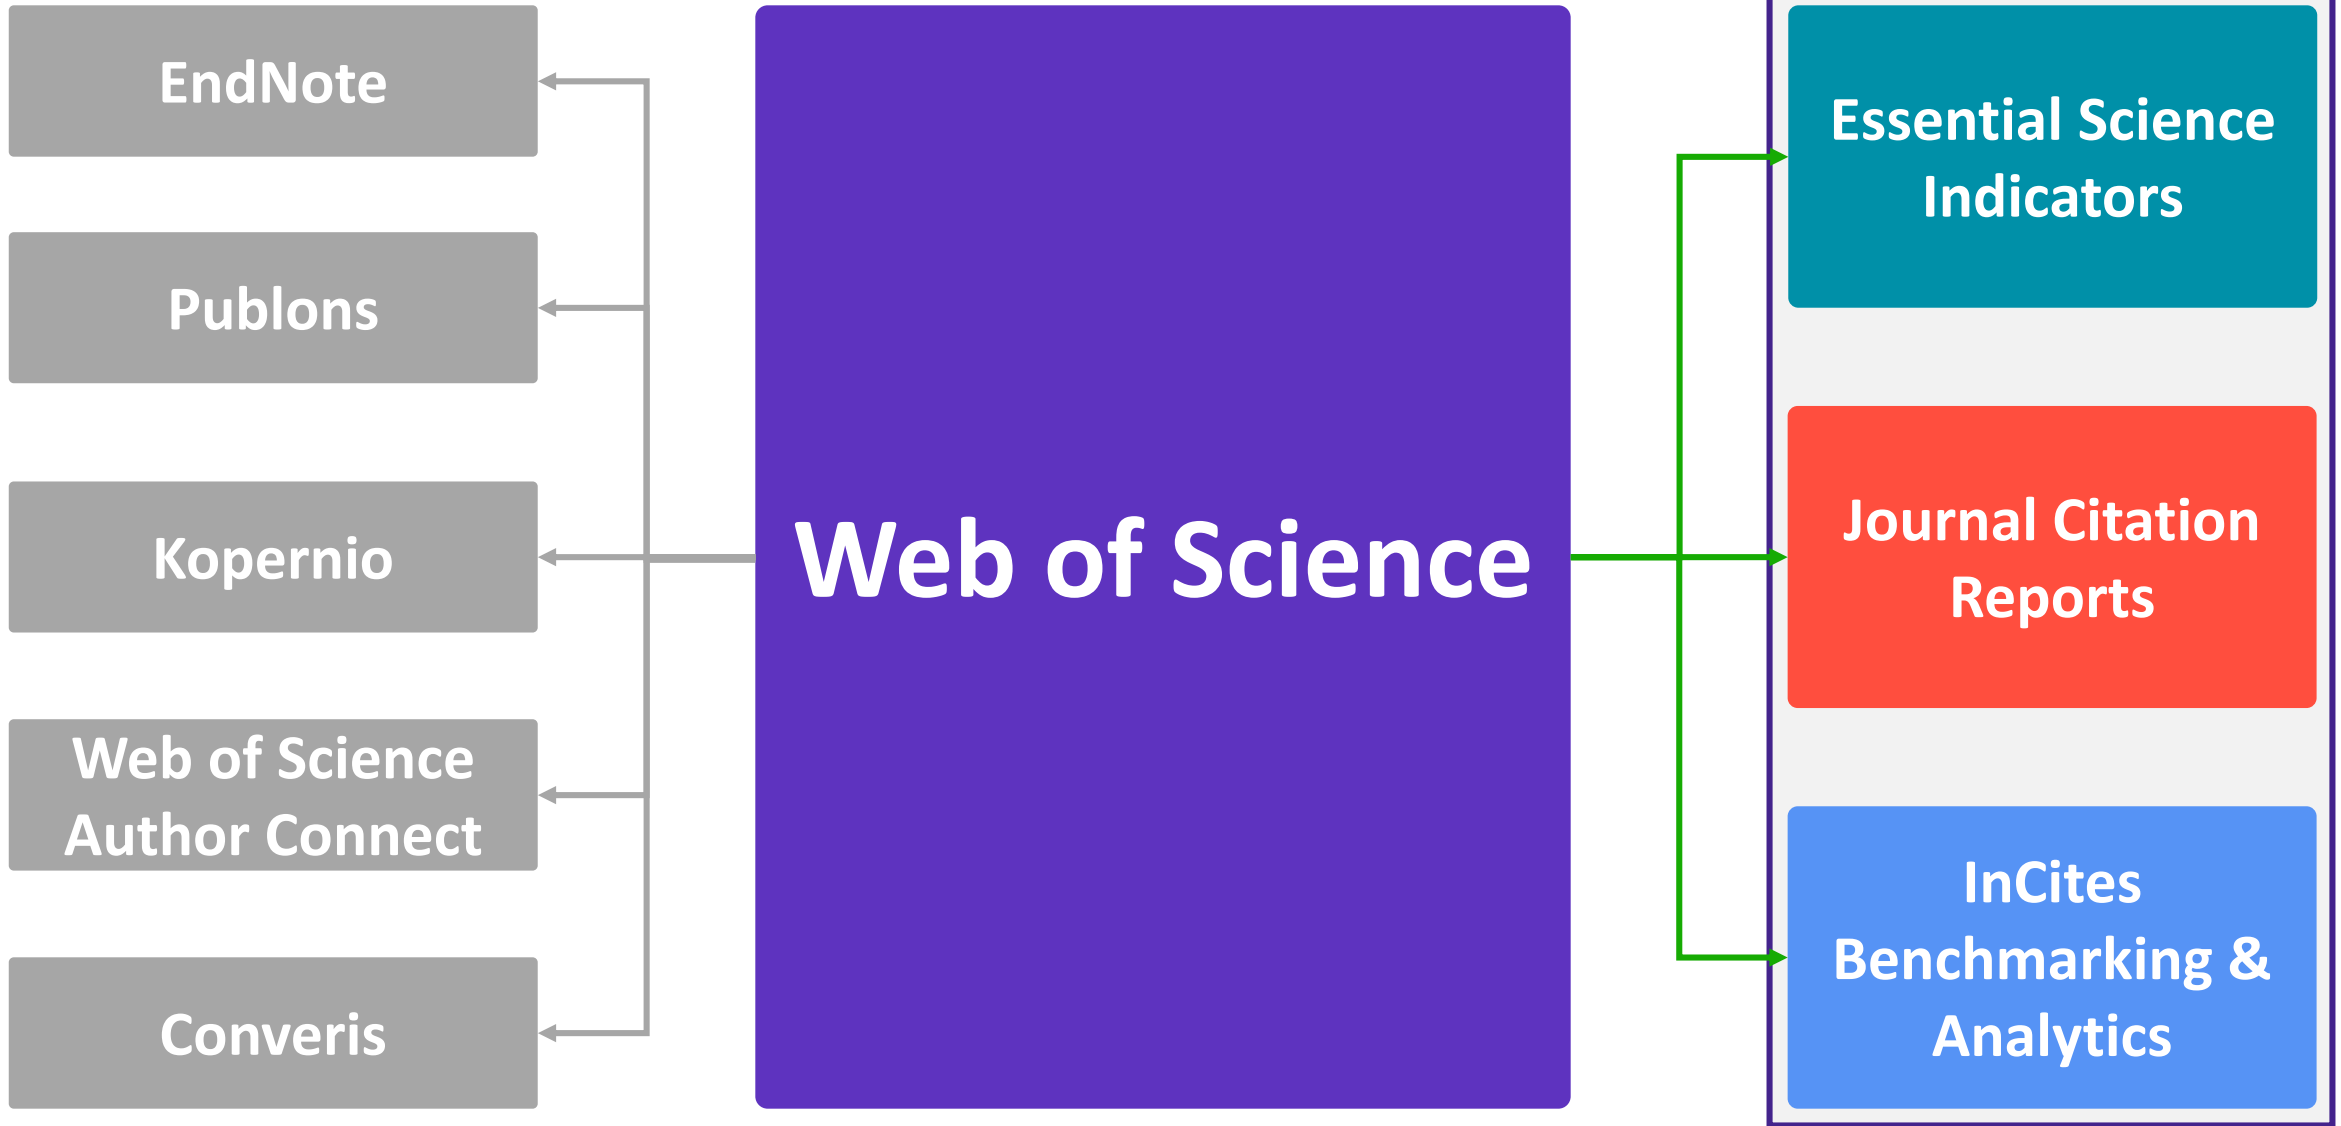 EndNote
Publons
Kopernio
Web of Science
Author Connect
Converis
Web of Science
Essential Science
Indicators
Journal Citation
Reports
InCites
Benchmarking &
Analytics